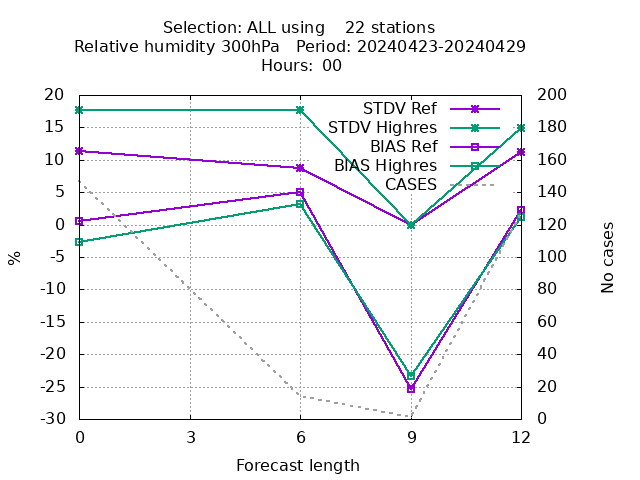 Selection: ALL using    22 stations
Relative humidity 300hPa   Period: 20240423-20240429
Hours: 00
STDV Ref
STDV Highres
BIAS Ref
BIAS Highres
CASES
20
15
10
5
0
-5
-10
-15
-20
-25
-30
200
180
160
140
120
100
80
60
40
20
0
%
No cases
0
3
6
9
12
Forecast length